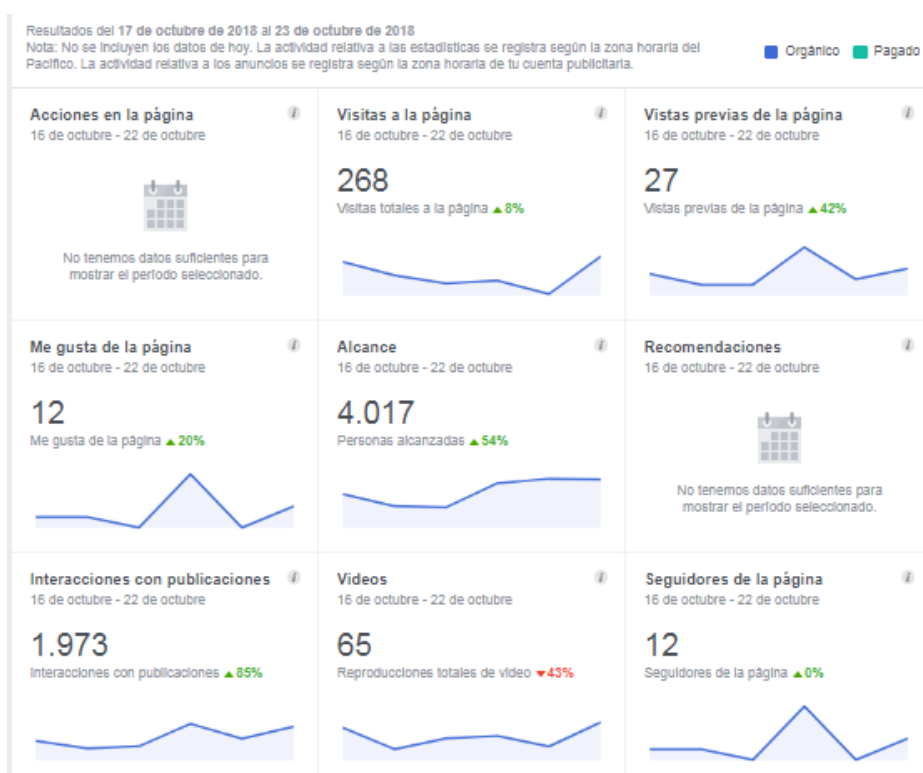 Resultados del 17 de octubre de 2018 al 23 de octubre de 2018
Nota: No se incluyen los datos de hoy. La actividad relativa a las estadísticas se registra según la zona horaria del
Pacífico. La actividad relativa a los anuncios se registra según la zona horaria de tu cuenta publicitaria.
Orgánico Pagado
Acciones en la página
16 de octubre - 22 de octubre
No tenemos datos suficientes para
mostrar el período seleccionado.
Visitas a la página
16 de octubre - 22 de octubre
268
Visitas totales a la página ▲8%
Vistas previas de la página
16 de octubre - 22 de octubre
27
Vistas previas de la página ▲42%
Me gusta de la página
16 de octubre - 22 de octubre
12
Me gusta de la página ▲20%
Alcance
16 de octubre - 22 de octubre
4.017
Personas alcanzadas ▲54%
Recomendaciones
16 de octubre - 22 de octubre
No tenemos datos suficientes para
mostrar el período seleccionado.
Interacciones con publicaciones
16 de octubre - 22 de octubre
1.973
Interacciones con publicaciones ▲85%
Videos
16 de octubre - 22 de octubre
65
Reproducciones totales de video ▼43%
Seguidores de la página
16 de octubre - 22 de octubre
12
Seguidores de la página ▲0%